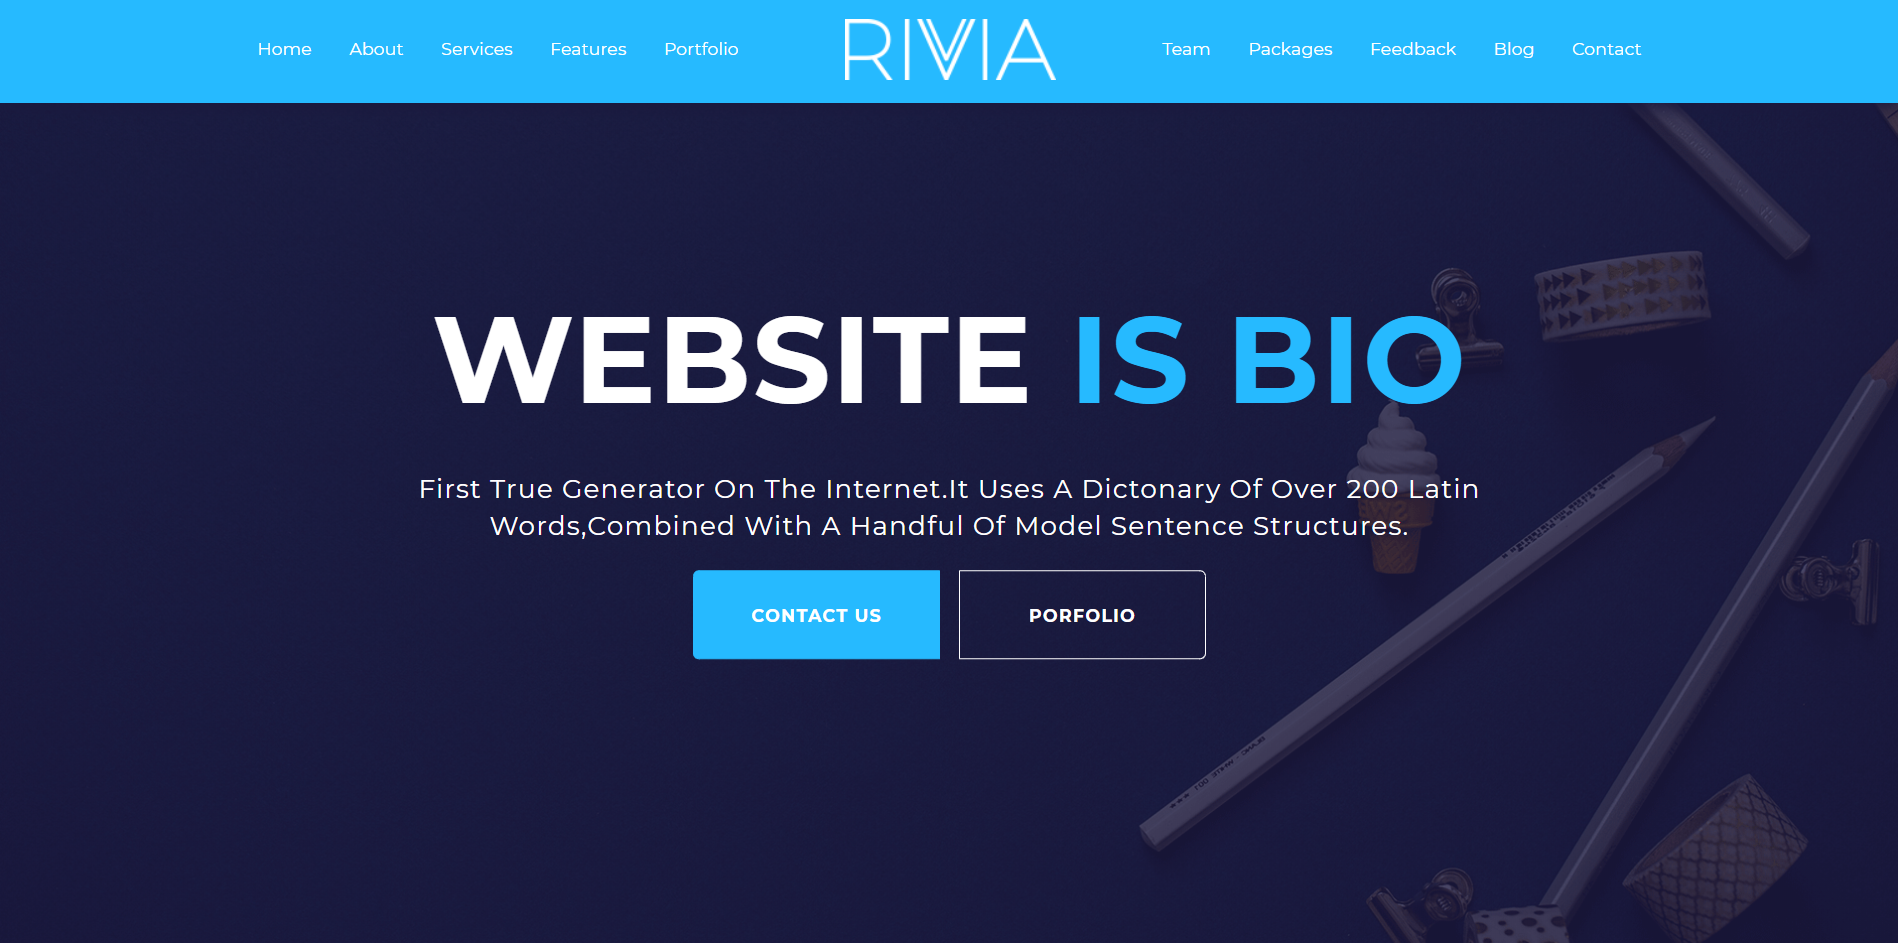 Home About Services Features Portfolio RIVIA Team Packages Feedback Blog Contact
WEBSITE IS BIO
First True Generator On The Internet.It Uses A Dictonary Of Over 200 Latin
Words,Combined With A Handful Of Model Sentence Structures.
CONTACT US PORFOLIO